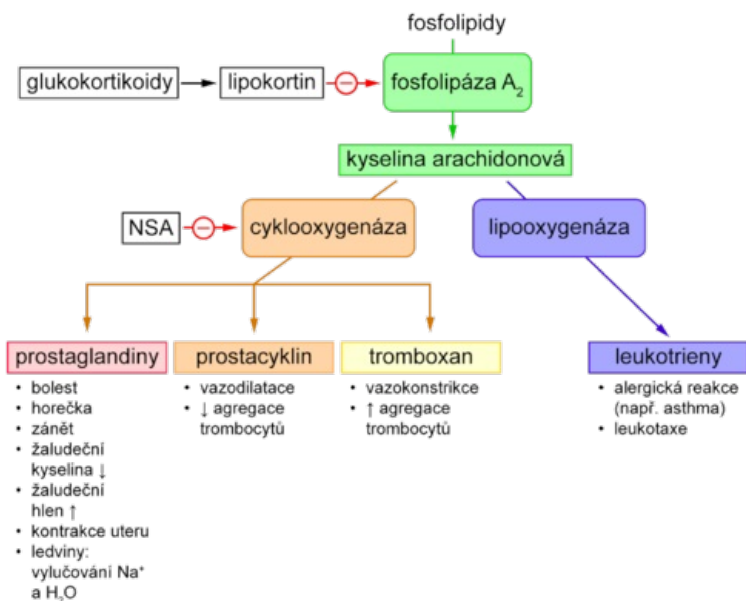 fosfolipidy
glukokortikoidy
lipokortin
fosfolipáza A₂
kyselina arachidonová
NSA
cyklooxygenáza
lipooxygenáza
prostaglandiny
• bolest
• horečka
• zánět
• žaludeční
kyselina ↓
• žaludeční
hlen ↑
• kontrakce uteru
• ledviny:
vylučování Na⁺
a H₂O
prostacyklin
• vazodilatace
• ↓ agregace
trombocytů
tromboxan
• vazokonstrikce
• ↑ agregace
trombocytů
leukotrieny
• alergická reakce
(např. asthma)
• leukotaxe